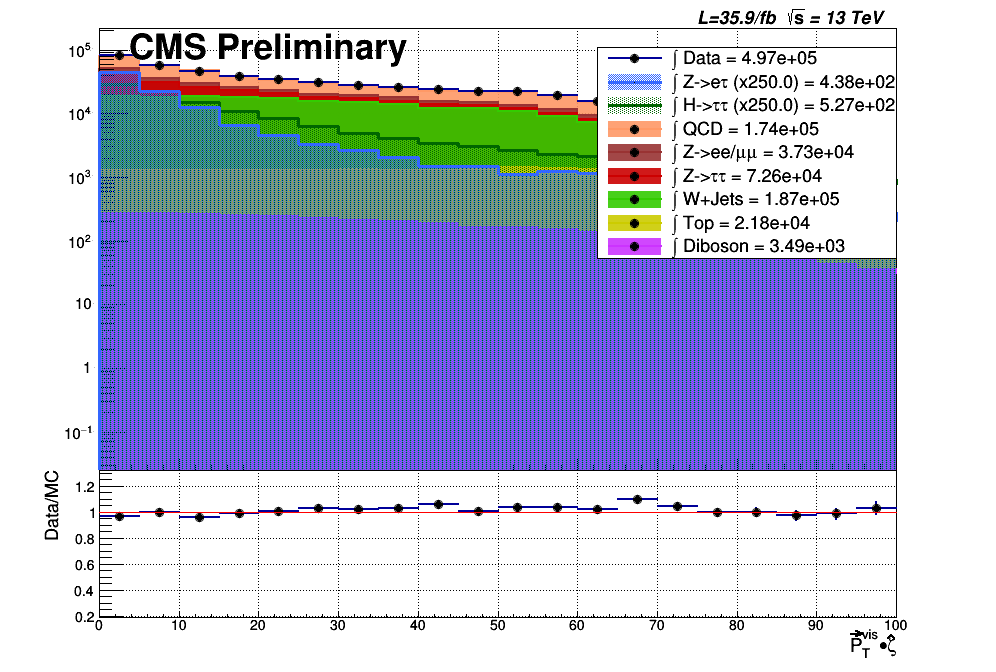 L=35.9/fb √s = 13 TeV
CMS Preliminary
∫ Data = 4.97e+05
∫ Z->eτ (x250.0) = 4.38e+02
∫ H->ττ (x250.0) = 5.27e+02
∫ QCD = 1.74e+05
∫ Z->ee/μμ = 3.73e+04
∫ Z->ττ = 7.26e+04
∫ W+Jets = 1.87e+05
∫ Top = 2.18e+04
∫ Diboson = 3.49e+03
10⁵
10⁴
10³
10²
10
1
10⁻¹
Data/MC
1.2
1
0.8
0.6
0.4
0.2
0 10 20 30 40 50 60 70 80 90 100
P⃗_T^vis •ζ̂